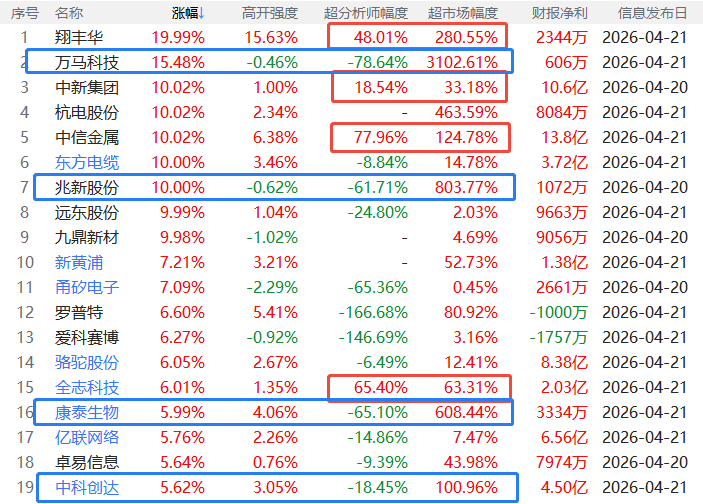 序号 名称 涨幅↓ 高开强度 超分析师幅度 超市场幅度 财报净利 信息发布日
1 翔丰华 19.99% 15.63% 48.01% 280.55% 2344万 2026-04-21
2 万马科技 15.48% -0.46% -78.64% 3102.61% 606万 2026-04-21
3 中新集团 10.02% 1.00% 18.54% 33.18% 10.6亿 2026-04-20
4 杭电股份 10.02% 2.34% - 463.59% 8084万 2026-04-21
5 中信金属 10.02% 6.38% 77.96% 124.78% 13.8亿 2026-04-21
6 东方电缆 10.00% 3.46% -8.84% 14.78% 3.72亿 2026-04-21
7 兆新股份 10.00% -0.62% -61.71% 803.77% 1072万 2026-04-20
8 远东股份 9.99% 1.04% -24.80% 2.03% 9663万 2026-04-21
9 九鼎新材 9.98% -1.02% - 4.69% 9056万 2026-04-20
10 新黄浦 7.21% 3.21% - 52.73% 1.38亿 2026-04-21
11 甬矽电子 7.09% -2.29% -65.36% 0.45% 2661万 2026-04-20
12 罗普特 6.60% 5.41% -166.68% 80.92% -1000万 2026-04-21
13 爱科赛博 6.27% -0.92% -146.69% 3.16% -1757万 2026-04-21
14 骆驼股份 6.05% 2.67% -6.49% 12.41% 8.38亿 2026-04-21
15 全志科技 6.01% 1.35% 65.40% 63.31% 2.03亿 2026-04-21
16 康泰生物 5.99% 4.06% -65.10% 608.44% 3334万 2026-04-21
17 亿联网络 5.76% 2.26% -14.86% 7.47% 6.56亿 2026-04-21
18 卓易信息 5.64% 0.76% -9.39% 43.98% 7974万 2026-04-21
19 中科创达 5.62% 3.05% -18.45% 100.96% 4.50亿 2026-04-21